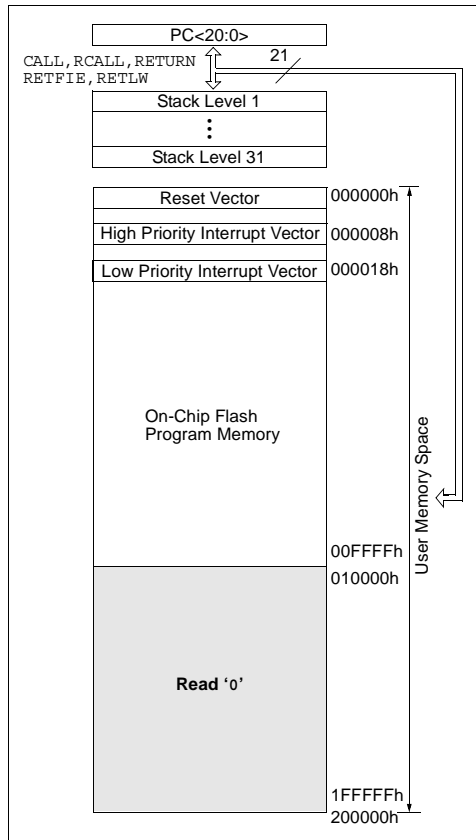 PC<20:0>
CALL,RCALL,RETURN
RETFIE,RETLW
21
Stack Level 1
Stack Level 31
Reset Vector
000000h
High Priority Interrupt Vector
000008h
Low Priority Interrupt Vector
000018h
On-Chip Flash
Program Memory
User Memory Space
00FFFFh
010000h
Read ‘0’
1FFFFFh
200000h